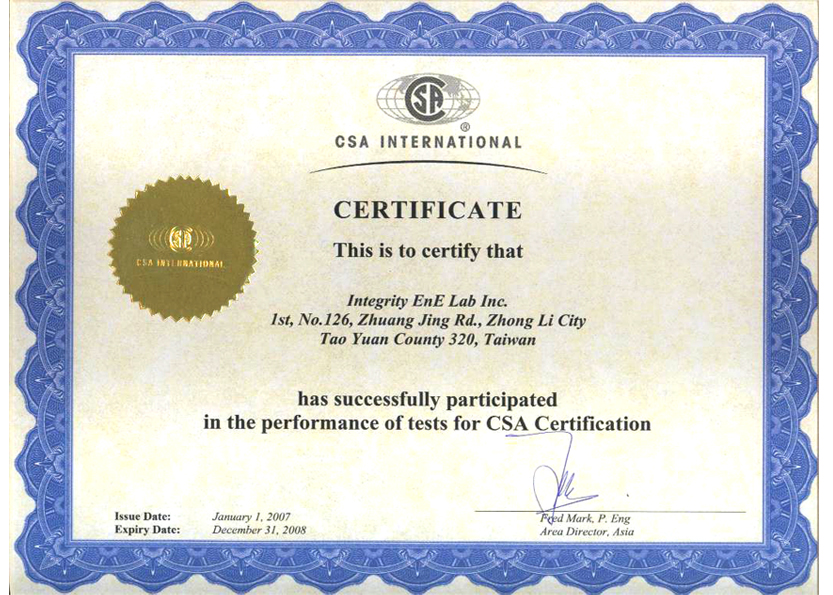 CSA
®
CSA INTERNATIONAL
CERTIFICATE
This is to certify that
CSA INTERNATIONAL
Integrity EnE Lab Inc.
1st, No.126, Zhuang Jing Rd., Zhong Li City
Tao Yuan County 320, Taiwan
has successfully participated
in the performance of tests for CSA Certification
Issue Date: January 1, 2007
Expiry Date: December 31, 2008
Fred Mark, P. Eng
Area Director, Asia